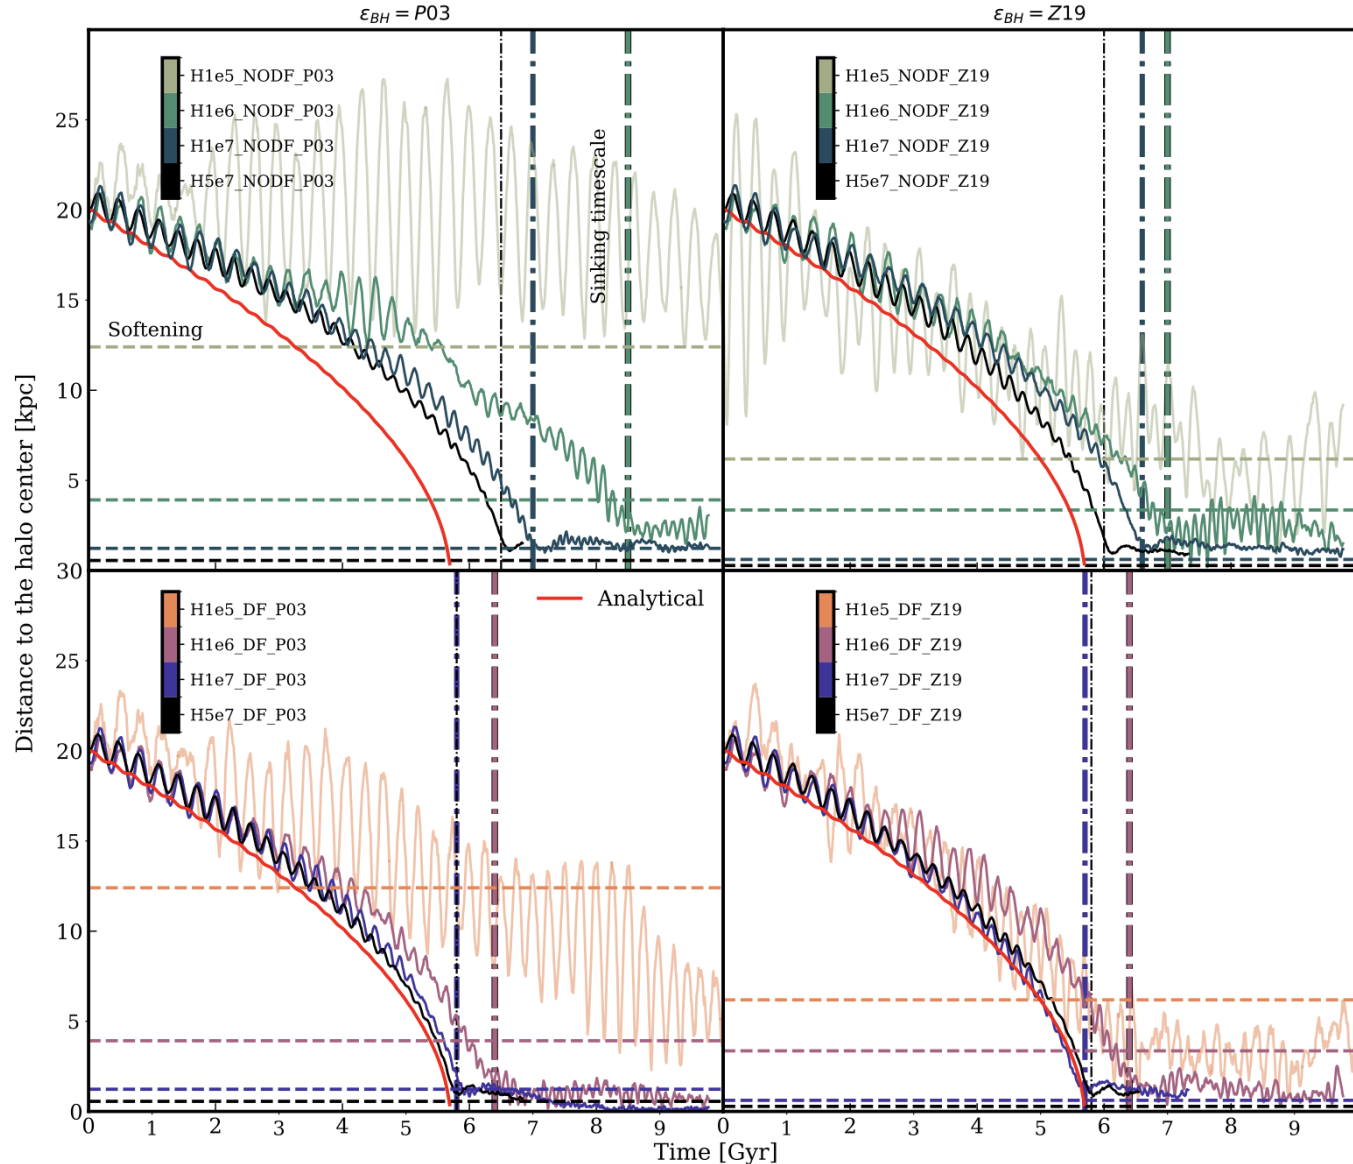 ε_BH = P03
ε_BH = Z19
H1e5_NODF_P03
H1e6_NODF_P03
H1e7_NODF_P03
H5e7_NODF_P03
H1e5_NODF_Z19
H1e6_NODF_Z19
H1e7_NODF_Z19
H5e7_NODF_Z19
Sinking timescale
Softening
25
20
15
10
5
Distance to the halo center [kpc]
Analytical
H1e5_DF_P03
H1e6_DF_P03
H1e7_DF_P03
H5e7_DF_P03
H1e5_DF_Z19
H1e6_DF_Z19
H1e7_DF_Z19
H5e7_DF_Z19
30
25
20
15
10
5
0
0 1 2 3 4 5 6 7 8 9 0 1 2 3 4 5 6 7 8 9
Time [Gyr]